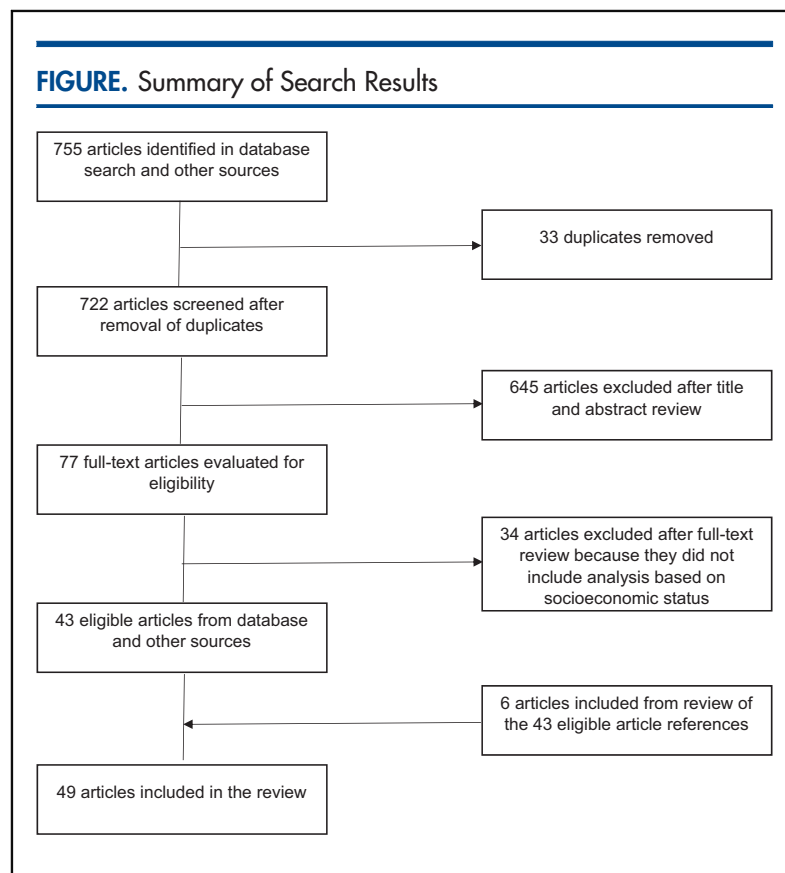 FIGURE. Summary of Search Results
755 articles identified in database
search and other sources
33 duplicates removed
722 articles screened after
removal of duplicates
645 articles excluded after title
and abstract review
77 full-text articles evaluated for
eligibility
34 articles excluded after full-text
review because they did not
include analysis based on
socioeconomic status
43 eligible articles from database
and other sources
6 articles included from review of
the 43 eligible article references
49 articles included in the review